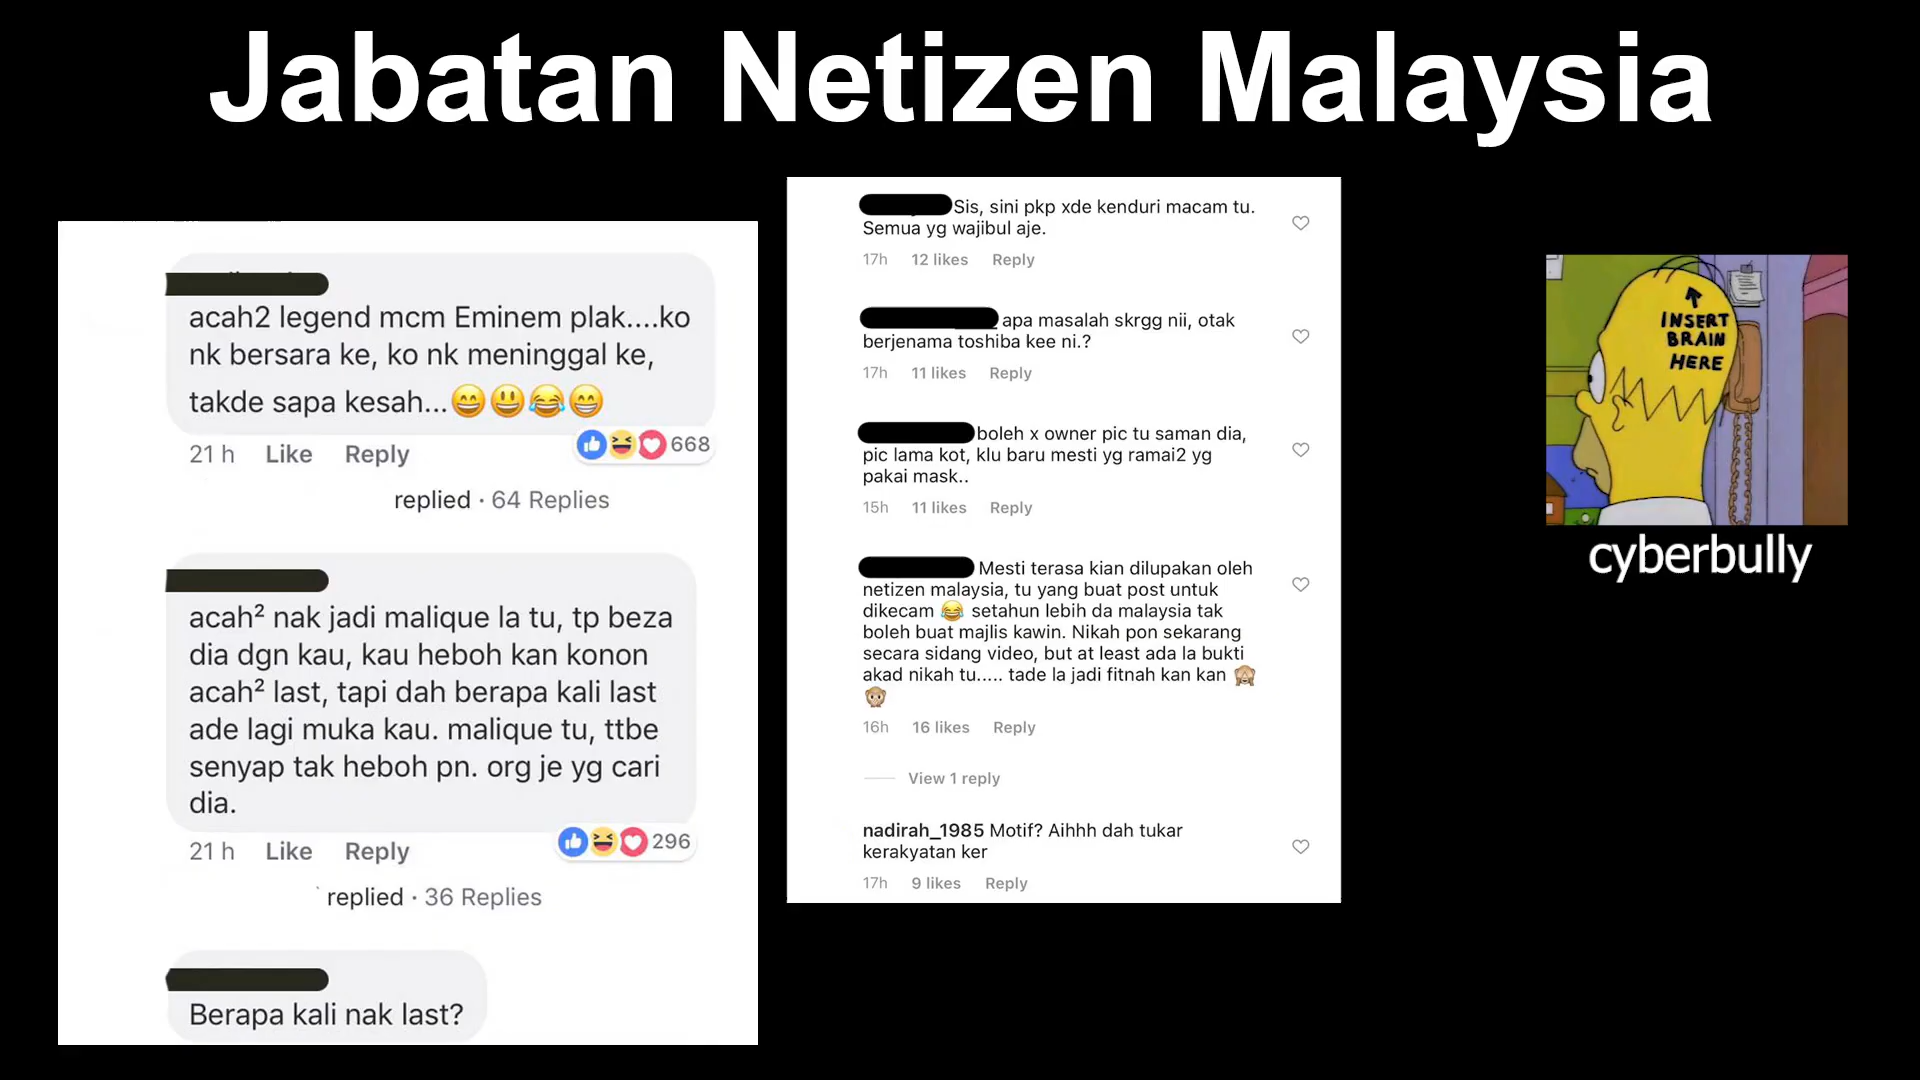 Jabatan Netizen Malaysia
acah2 legend mcm Eminem plak....ko
nk bersara ke, ko nk meninggal ke,
takde sapa kesah...😄😃😂😁
21 h Like Reply 668
replied · 64 Replies
acah² nak jadi malique la tu, tp beza
dia dgn kau, kau heboh kan konon
acah² last, tapi dah berapa kali last
ade lagi muka kau. malique tu, ttbe
senyap tak heboh pn. org je yg cari
dia.
21 h Like Reply 296
replied · 36 Replies
Berapa kali nak last?
Sis, sini pkp xde kenduri macam tu.
Semua yg wajibul aje.
17h 12 likes Reply
apa masalah skrgg nii, otak
berjenama toshiba kee ni.?
17h 11 likes Reply
boleh x owner pic tu saman dia,
pic lama kot, klu baru mesti yg ramai2 yg
pakai mask..
15h 11 likes Reply
Mesti terasa kian dilupakan oleh
netizen malaysia, tu yang buat post untuk
dikecam 😂 setahun lebih da malaysia tak
boleh buat majlis kawin. Nikah pon sekarang
secara sidang video, but at least ada la bukti
akad nikah tu..... tade la jadi fitnah kan kan 🙈
🙊
16h 16 likes Reply
View 1 reply
nadirah_1985 Motif? Aihhh dah tukar
kerakyatan ker
17h 9 likes Reply
INSERT
BRAIN
HERE
cyberbully